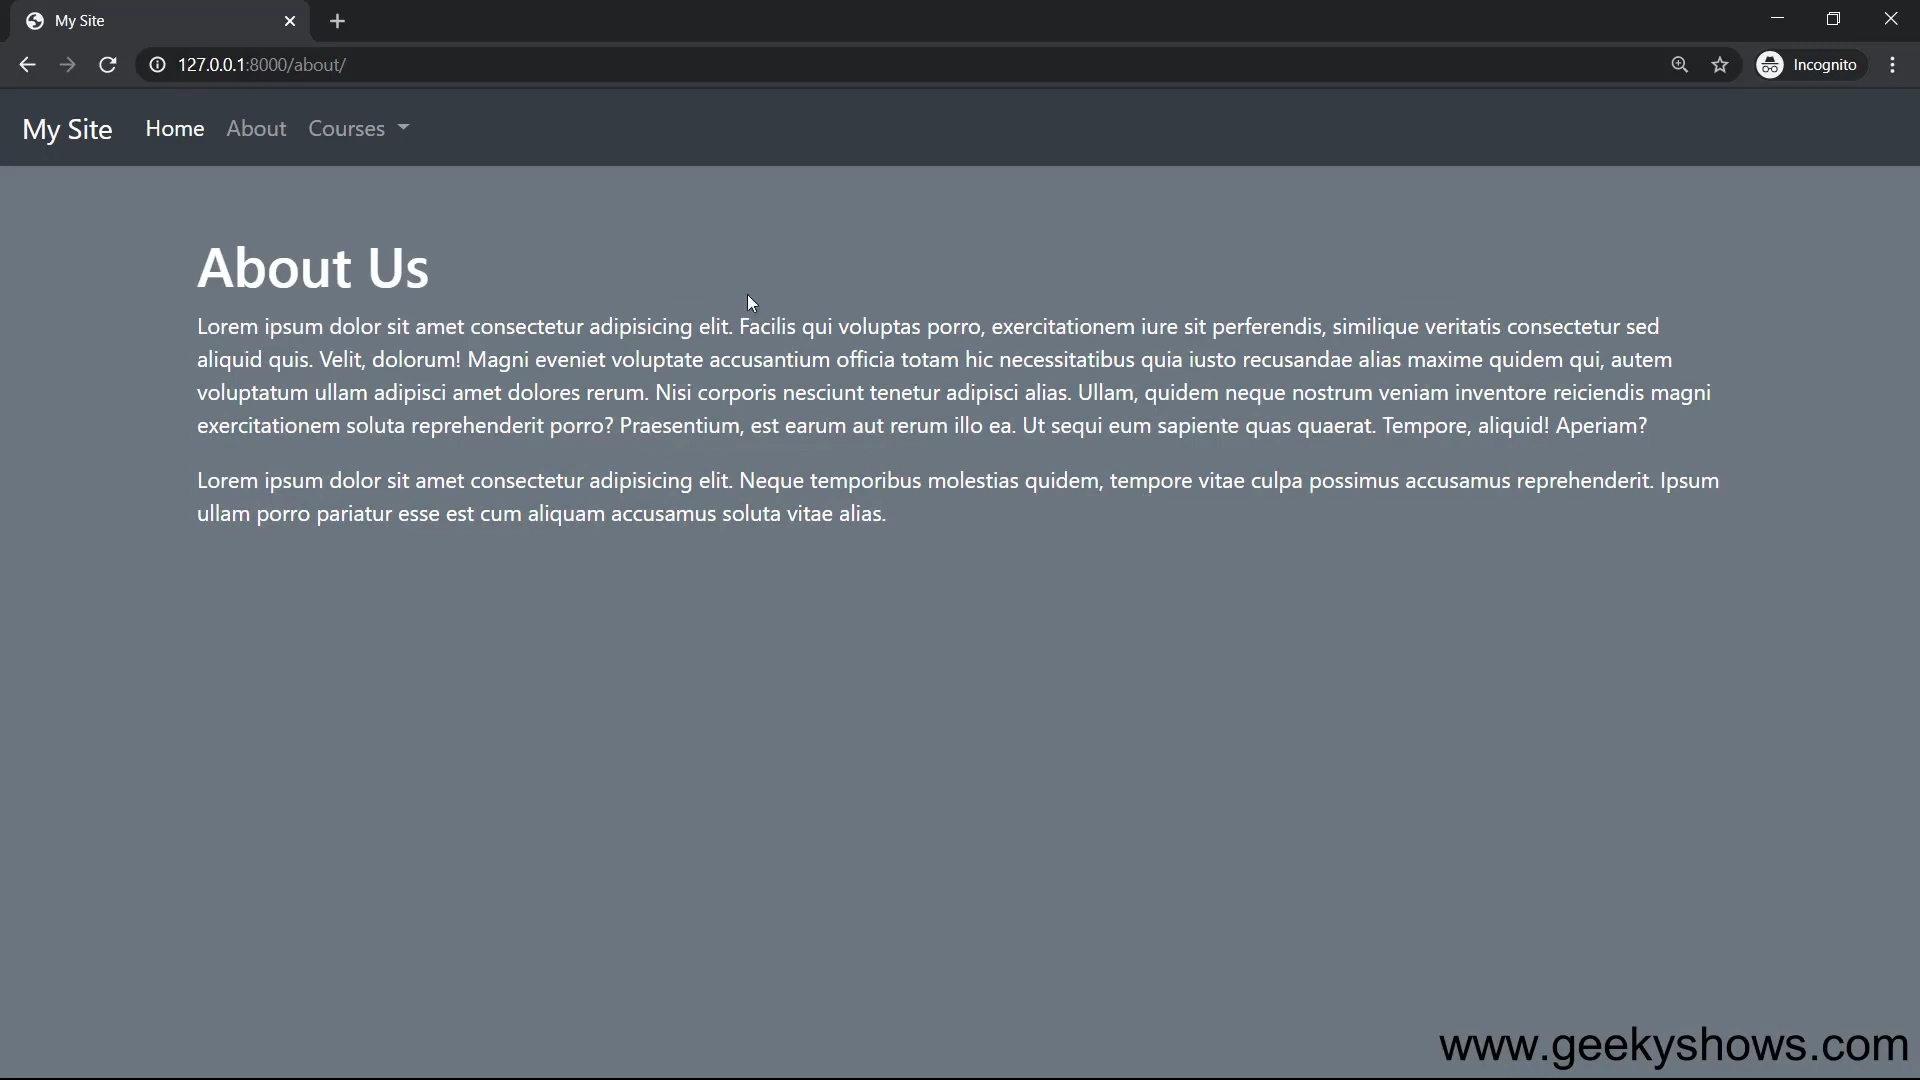 My Site
127.0.0.1:8000/about/
Incognito
My Site Home About Courses
About Us
Lorem ipsum dolor sit amet consectetur adipisicing elit. Facilis qui voluptas porro, exercitationem iure sit perferendis, similique veritatis consectetur sed
aliquid quis. Velit, dolorum! Magni eveniet voluptate accusantium officia totam hic necessitatibus quia iusto recusandae alias maxime quidem qui, autem
voluptatum ullam adipisci amet dolores rerum. Nisi corporis nesciunt tenetur adipisci alias. Ullam, quidem neque nostrum veniam inventore reiciendis magni
exercitationem soluta reprehenderit porro? Praesentium, est earum aut rerum illo ea. Ut sequi eum sapiente quas quaerat. Tempore, aliquid! Aperiam?
Lorem ipsum dolor sit amet consectetur adipisicing elit. Neque temporibus molestias quidem, tempore vitae culpa possimus accusamus reprehenderit. Ipsum
ullam porro pariatur esse est cum aliquam accusamus soluta vitae alias.
www.geekyshows.com